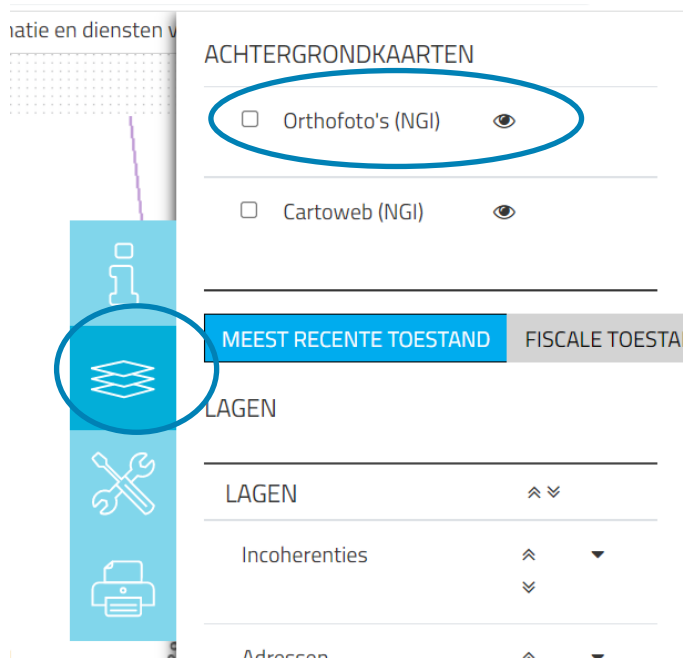 natie en diensten v
ACHTERGRONDKAARTEN
Orthofoto's (NGI)
Cartoweb (NGI)
MEEST RECENTE TOESTAND FISCALE TOESTA
LAGEN
LAGEN
Incoherenties
Adressen